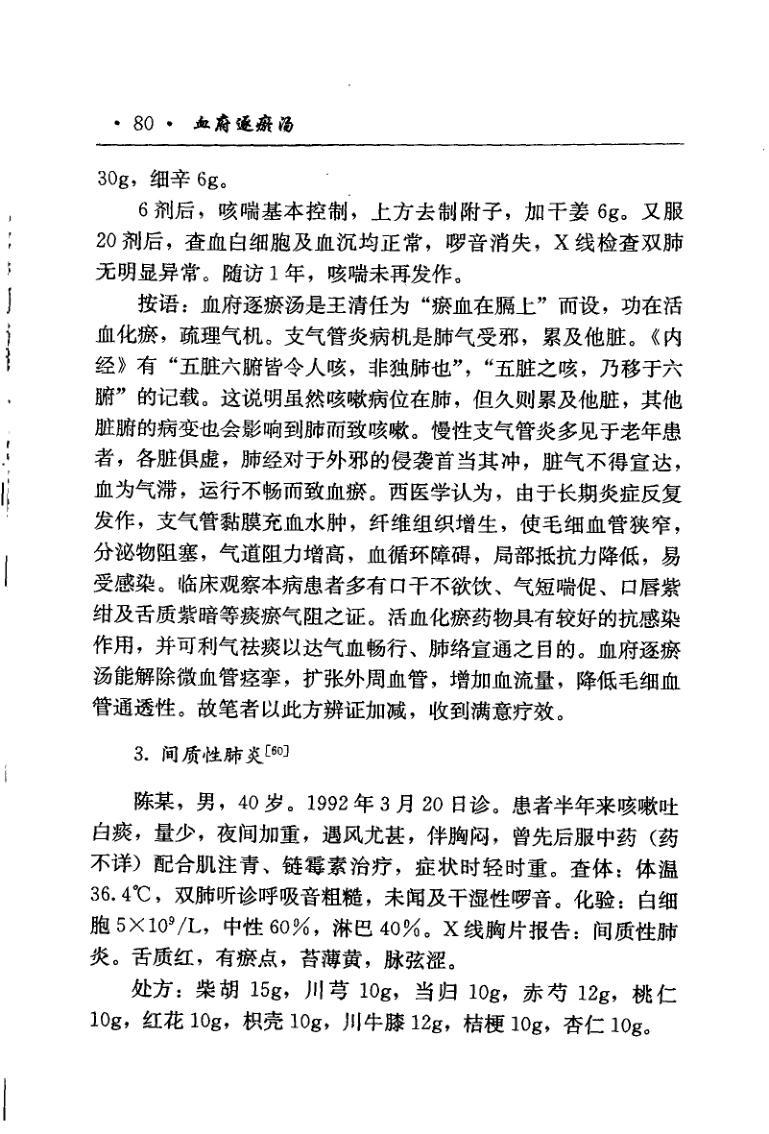 · 80 · 血府逐瘀汤
30g，细辛 6g。
6 剂后，咳喘基本控制，上方去制附子，加干姜 6g。又服
20 剂后，查血白细胞及血沉均正常，啰音消失，X 线检查双肺
无明显异常。随访 1 年，咳喘未再发作。
按语：血府逐瘀汤是王清任为“瘀血在膈上”而设，功在活
血化瘀，疏理气机。支气管炎病机是肺气受邪，累及他脏。《内
经》有“五脏六腑皆令人咳，非独肺也”，“五脏之咳，乃移于六
腑”的记载。这说明虽然咳嗽病位在肺，但久则累及他脏，其他
脏腑的病变也会影响到肺而致咳嗽。慢性支气管炎多见于老年患
者，各脏俱虚，肺经对于外邪的侵袭首当其冲，脏气不得宣达，
血为气滞，运行不畅而致血瘀。西医学认为，由于长期炎症反复
发作，支气管黏膜充血水肿，纤维组织增生，使毛细血管狭窄，
分泌物阻塞，气道阻力增高，血循环障碍，局部抵抗力降低，易
受感染。临床观察本病患者多有口干不欲饮、气短喘促、口唇紫
绀及舌质紫暗等痰瘀气阻之证。活血化瘀药物具有较好的抗感染
作用，并可利气祛痰以达气血畅行、肺络宣通之目的。血府逐瘀
汤能解除微血管痉挛，扩张外周血管，增加血流量，降低毛细血
管通透性。故笔者以此方辨证加减，收到满意疗效。
3. 间质性肺炎[60]
陈某，男，40 岁。1992 年 3 月 20 日诊。患者半年来咳嗽吐
白痰，量少，夜间加重，遇风尤甚，伴胸闷，曾先后服中药（药
不详）配合肌注青、链霉素治疗，症状时轻时重。查体：体温
36.4℃，双肺听诊呼吸音粗糙，未闻及干湿性啰音。化验：白细
胞 5×10⁹/L，中性 60%，淋巴 40%。X 线胸片报告：间质性肺
炎。舌质红，有瘀点，苔薄黄，脉弦涩。
处方：柴胡 15g，川芎 10g，当归 10g，赤芍 12g，桃仁
10g，红花 10g，枳壳 10g，川牛膝 12g，桔梗 10g，杏仁 10g。